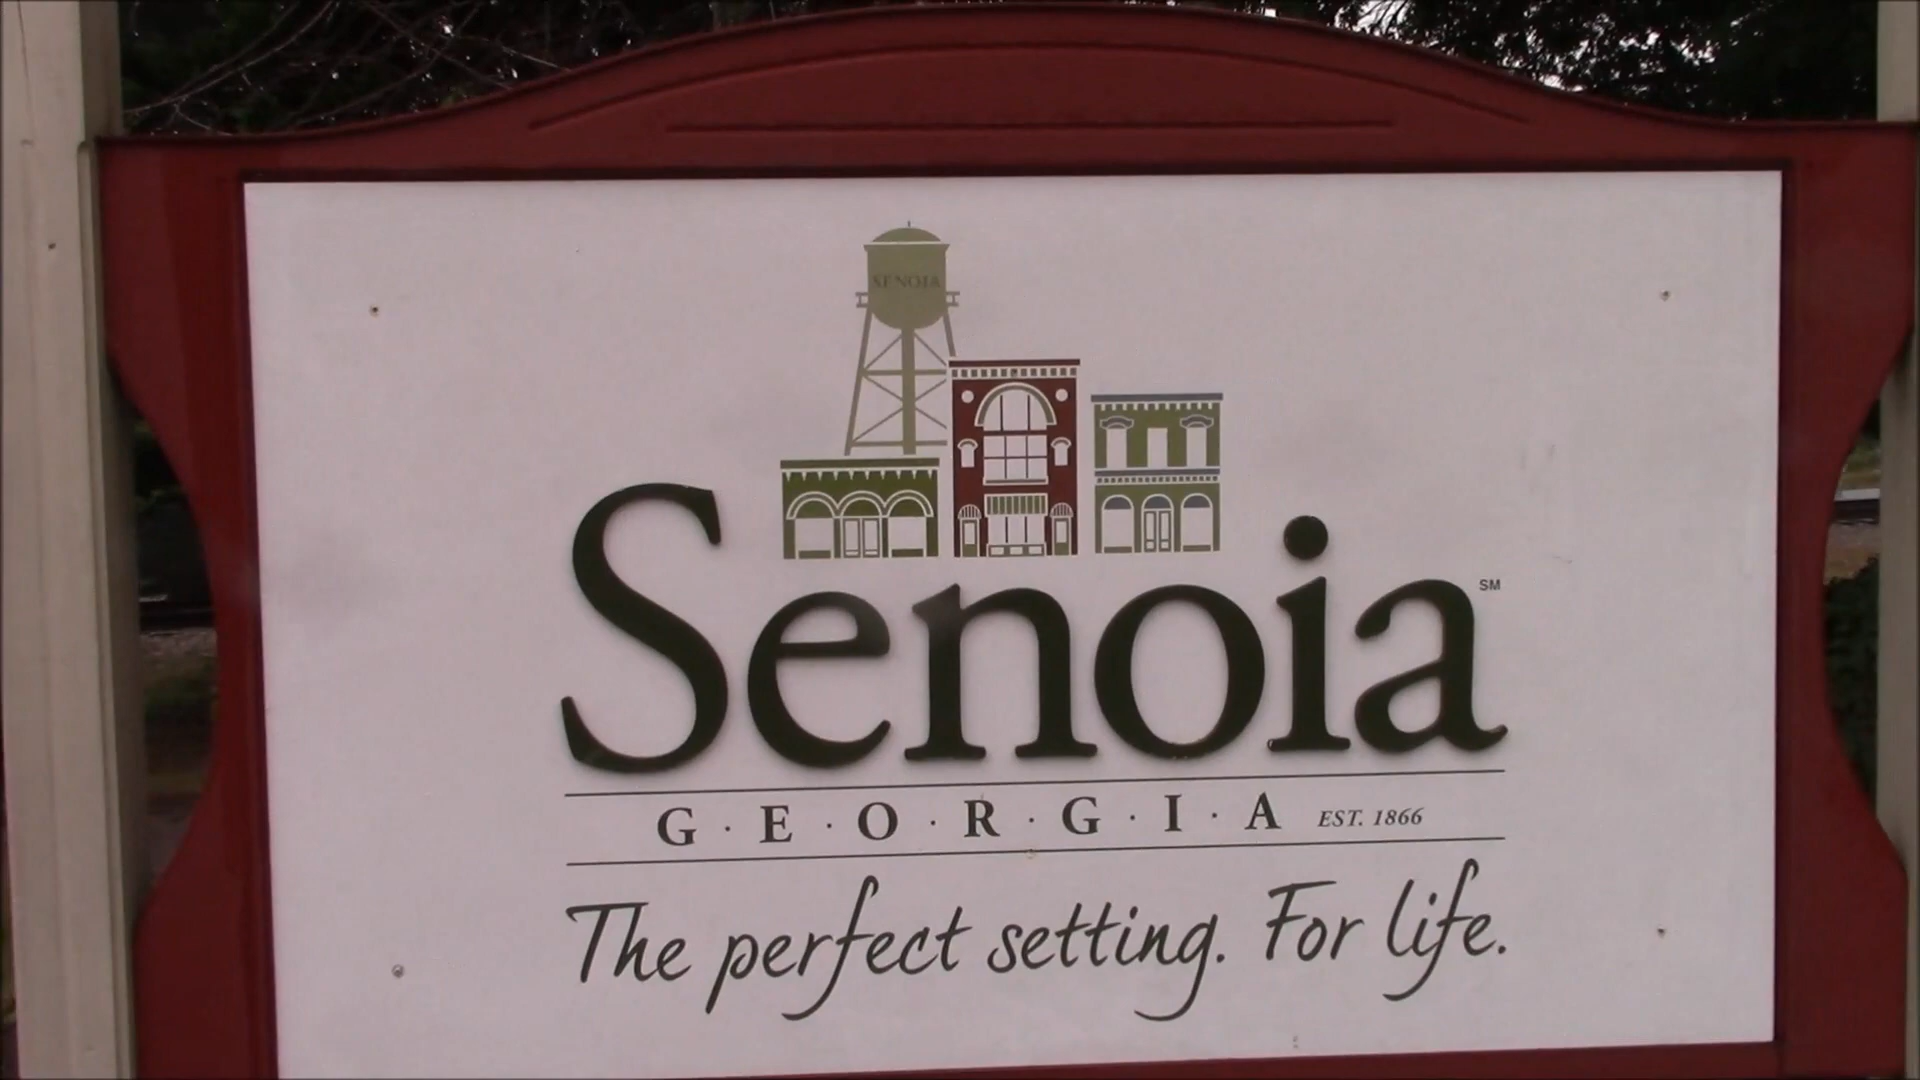 SENOIA
Senoia SM
G·E·O·R·G·I·A EST. 1866
The perfect setting. For life.